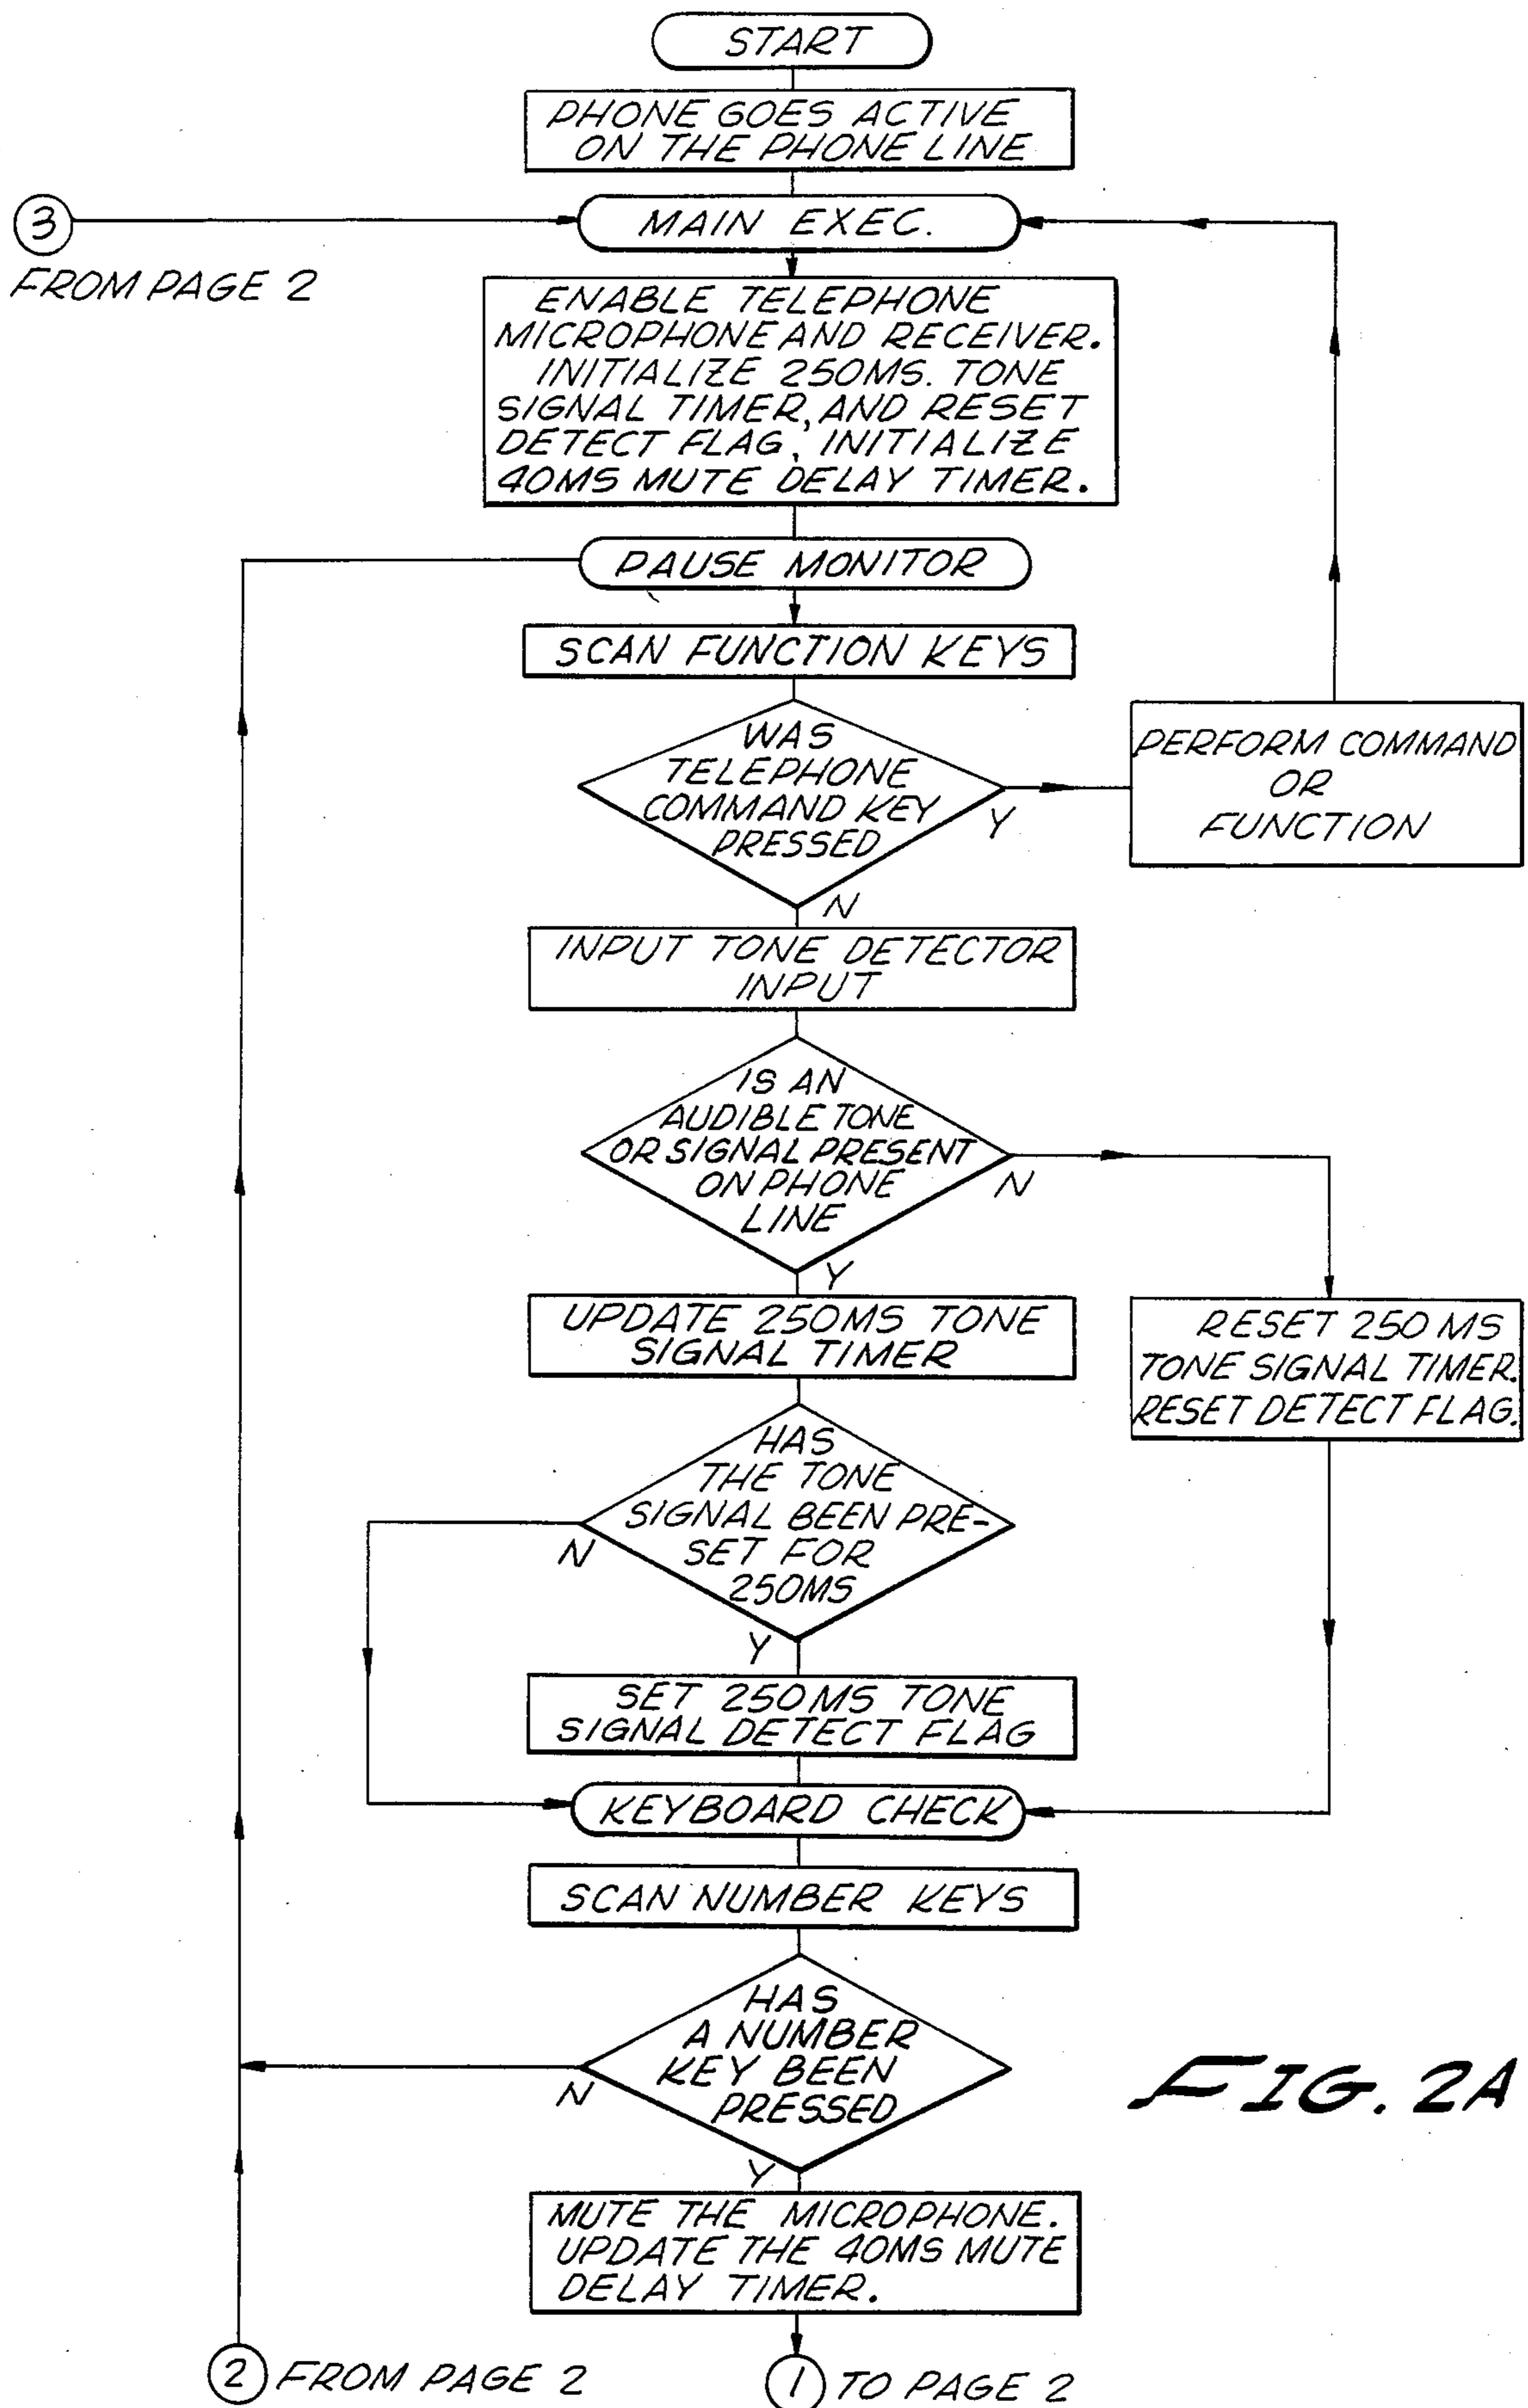 START
PHONE GOES ACTIVE
ON THE PHONE LINE
3
MAIN EXEC.
FROM PAGE 2
ENABLE TELEPHONE
MICROPHONE AND RECEIVER.
INITIALIZE 250MS. TONE
SIGNAL TIMER, AND RESET
DETECT FLAG, INITIALIZE
40MS MUTE DELAY TIMER.
PAUSE MONITOR
SCAN FUNCTION KEYS
WAS
TELEPHONE
COMMAND KEY
PRESSED
Y
PERFORM COMMAND
OR
FUNCTION
N
INPUT TONE DETECTOR
INPUT
IS AN
AUDIBLE TONE
OR SIGNAL PRESENT
ON PHONE
LINE
N
Y
UPDATE 250MS TONE
SIGNAL TIMER
RESET 250 MS
TONE SIGNAL TIMER.
RESET DETECT FLAG.
HAS
THE TONE
SIGNAL BEEN PRE-
SET FOR
250MS
N
Y
SET 250MS TONE
SIGNAL DETECT FLAG
KEYBOARD CHECK
SCAN NUMBER KEYS
HAS
A NUMBER
KEY BEEN
PRESSED
N
Y
FIG. 2A
MUTE THE MICROPHONE.
UPDATE THE 40MS MUTE
DELAY TIMER.
2 FROM PAGE 2
1 TO PAGE 2